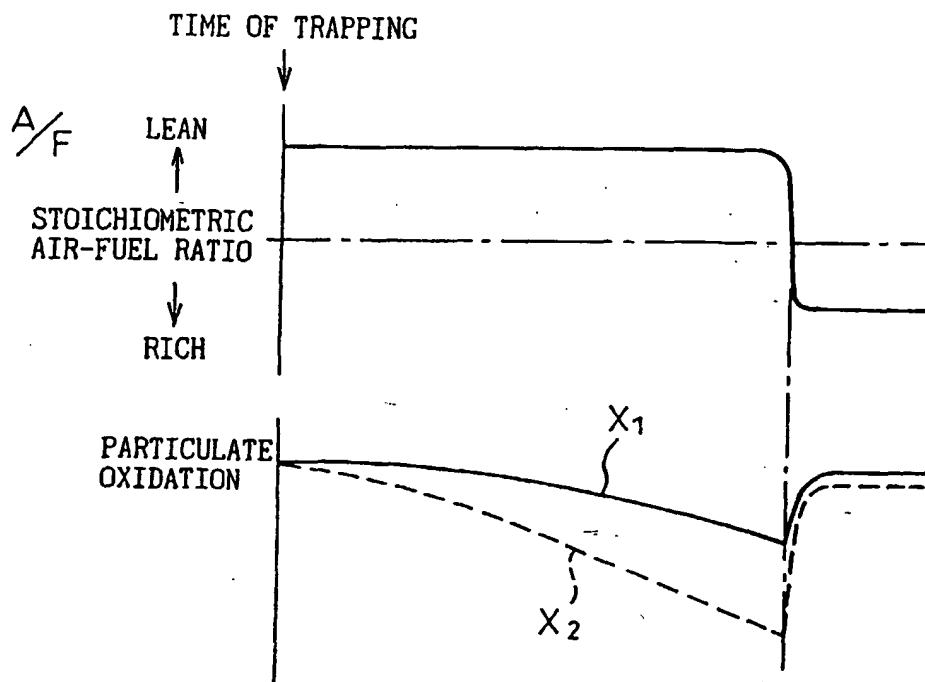 TIME OF TRAPPING
A/F
LEAN
STOICHIOMETRIC
AIR-FUEL RATIO
RICH
PARTICULATE
OXIDATION
X1
X2